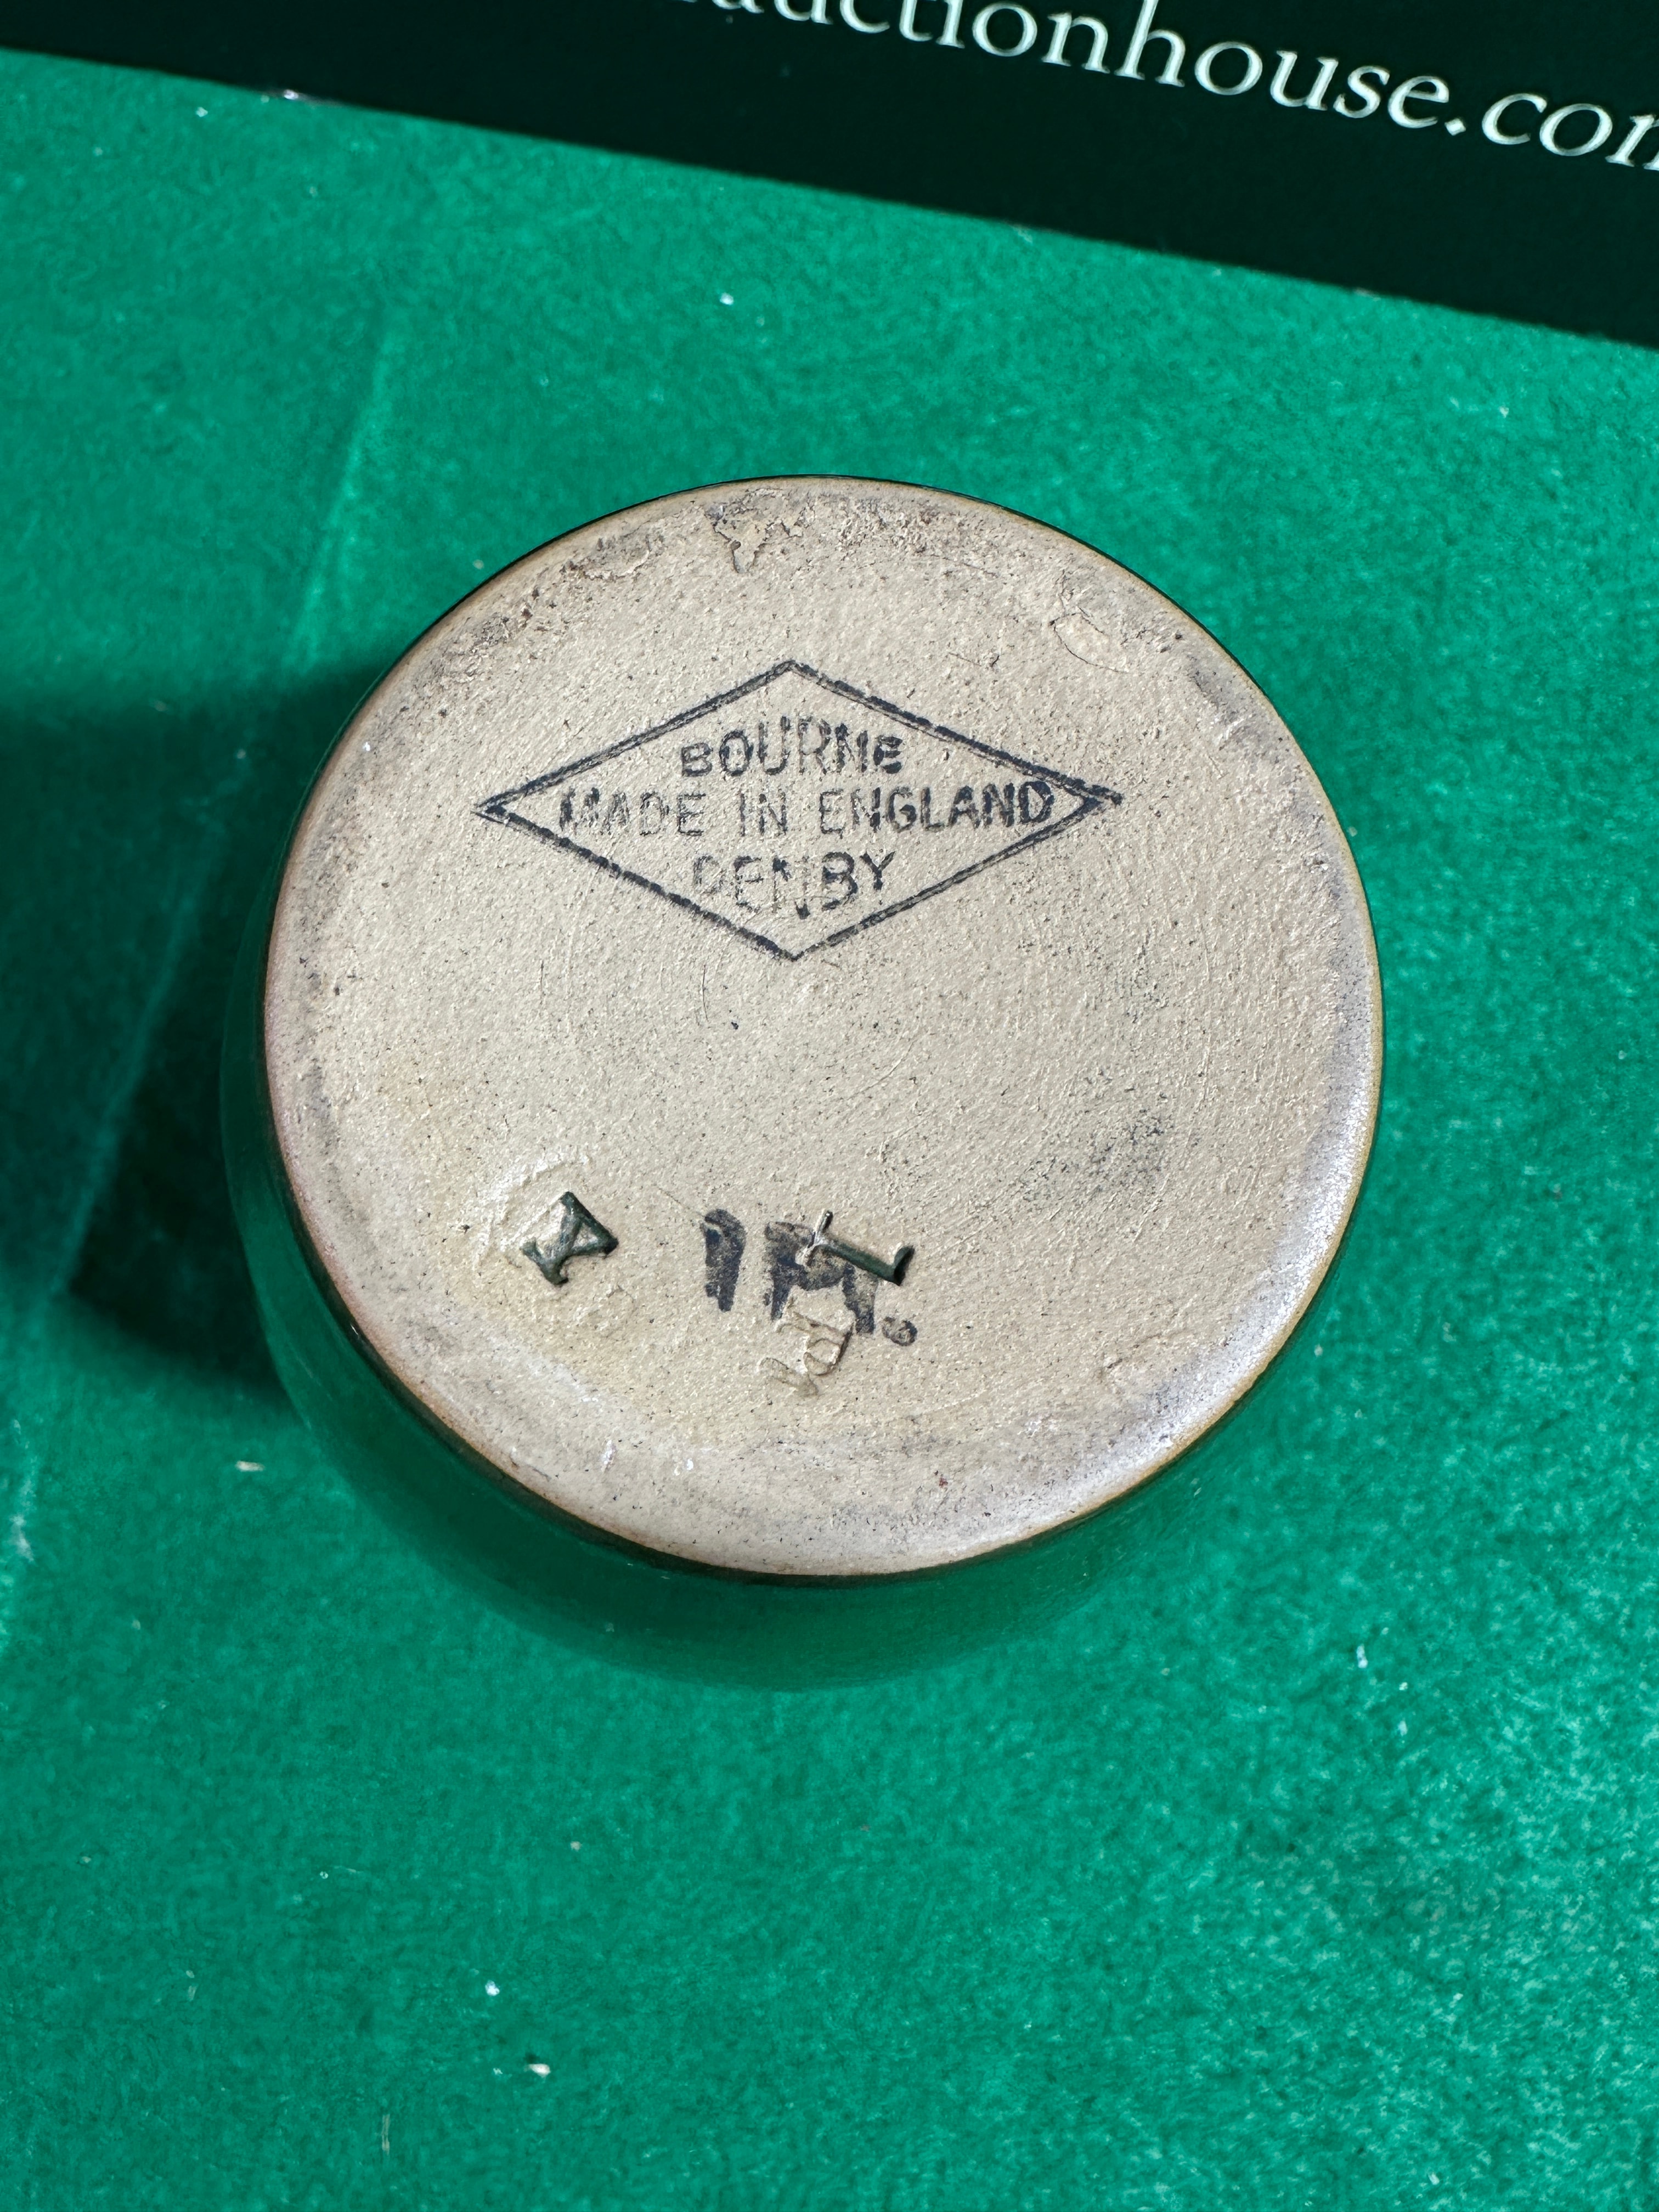 auctionhouse.com
BOURNE
MADE IN ENGLAND
DENBY
A